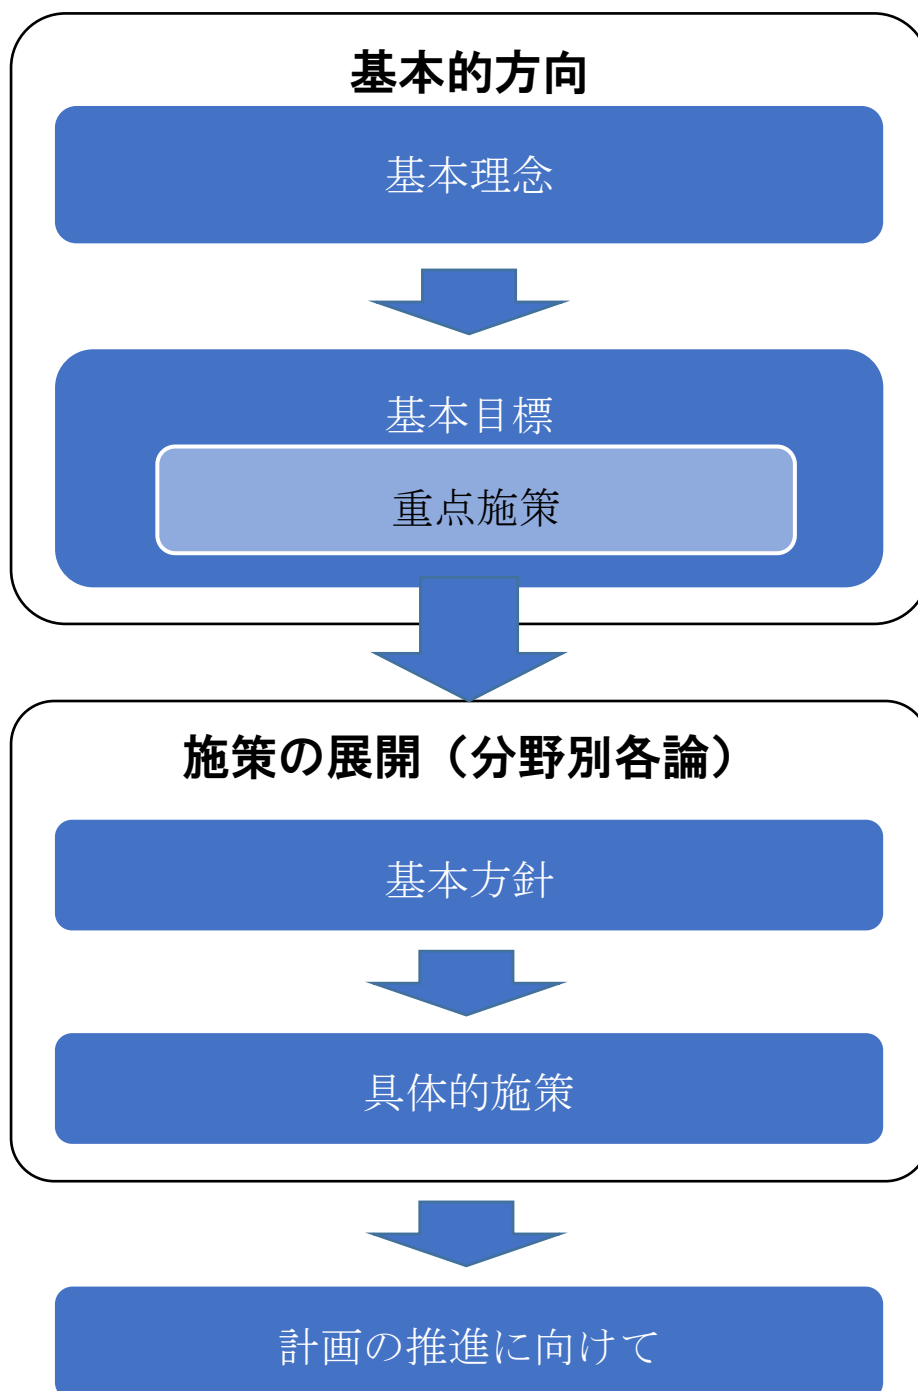 基本的方向
基本理念
基本目標
重点施策
施策の展開（分野別各論）
基本方針
具体的施策
計画の推進に向けて